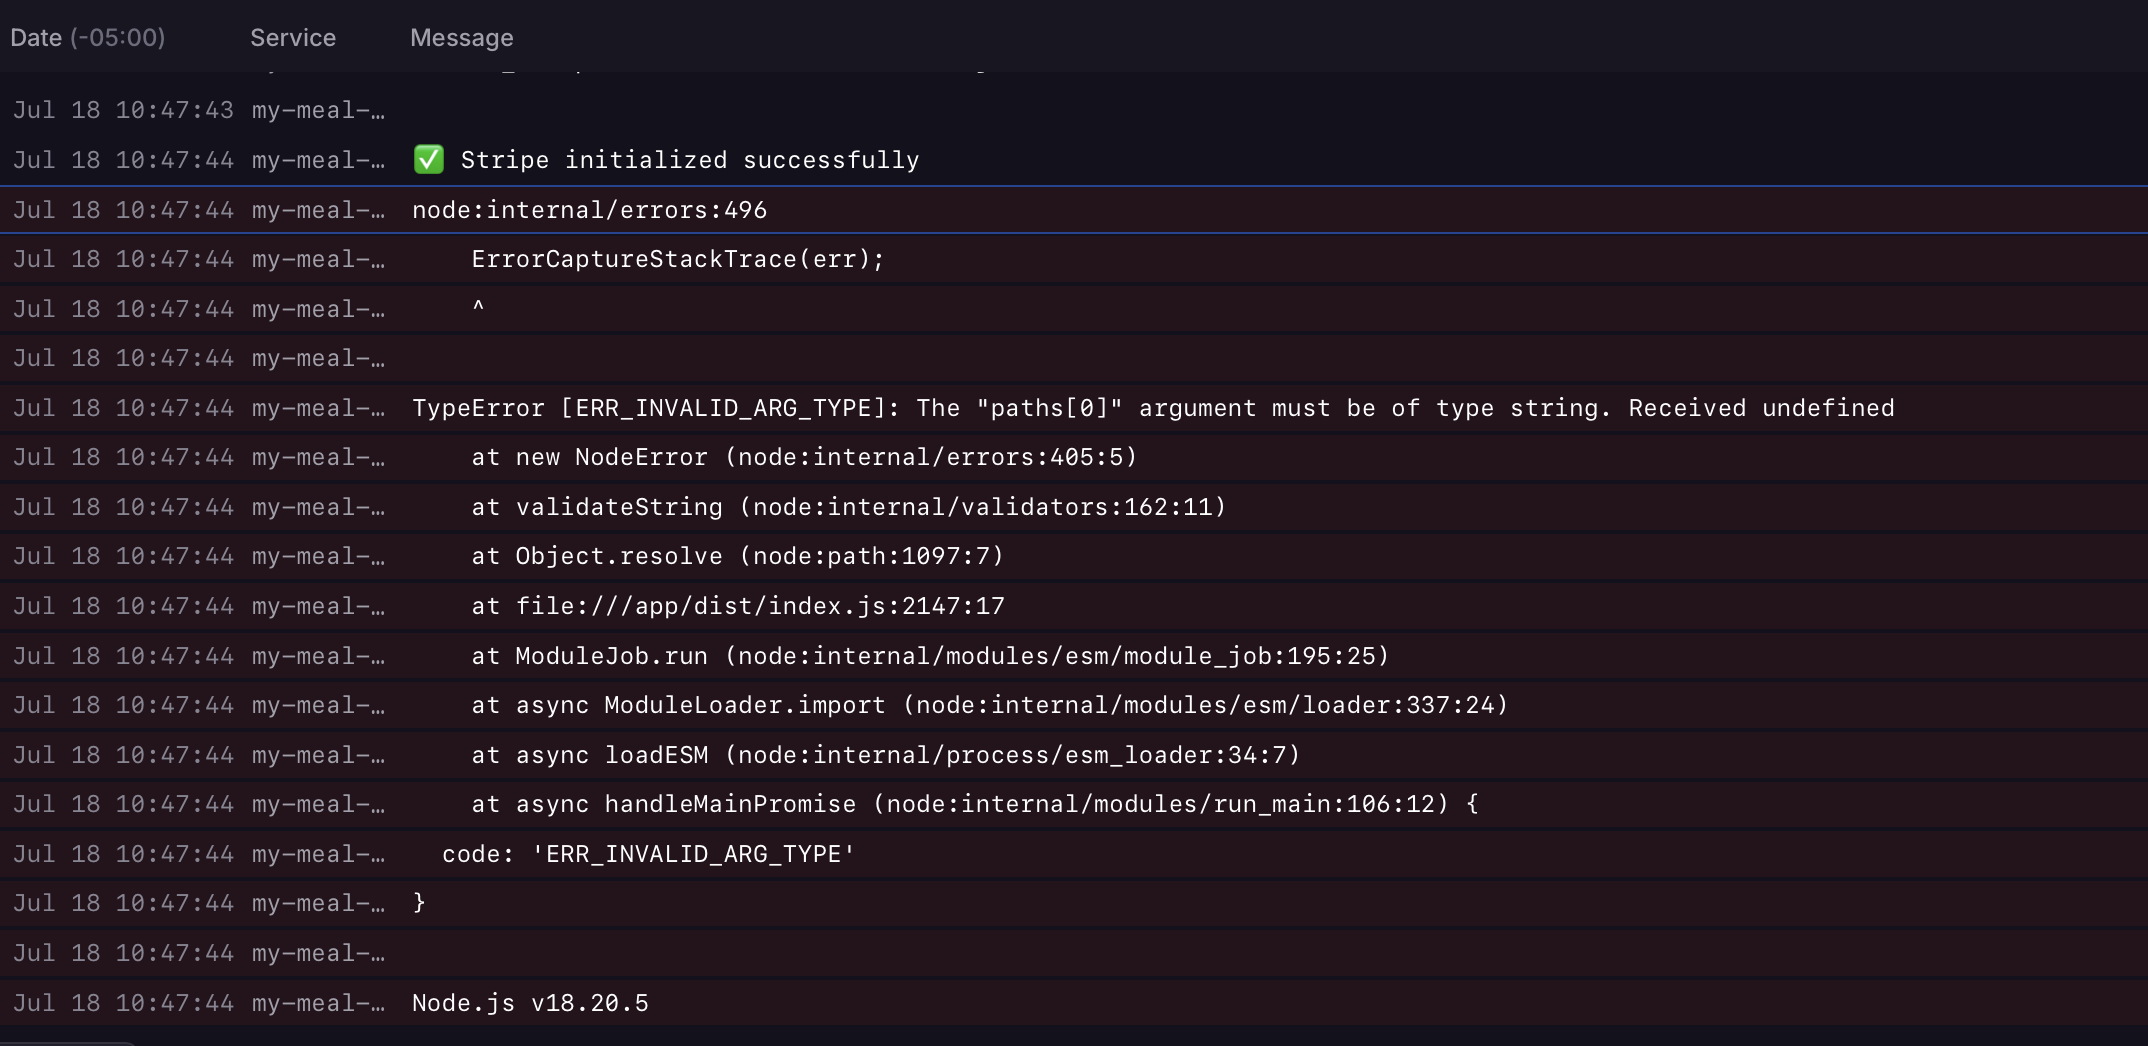 Date (-05:00) Service Message
Jul 18 10:47:43 my-meal-…
Jul 18 10:47:44 my-meal-… ✅ Stripe initialized successfully
Jul 18 10:47:44 my-meal-… node:internal/errors:496
Jul 18 10:47:44 my-meal-…     ErrorCaptureStackTrace(err);
Jul 18 10:47:44 my-meal-…     ^
Jul 18 10:47:44 my-meal-…
Jul 18 10:47:44 my-meal-… TypeError [ERR_INVALID_ARG_TYPE]: The "paths[0]" argument must be of type string. Received undefined
Jul 18 10:47:44 my-meal-…     at new NodeError (node:internal/errors:405:5)
Jul 18 10:47:44 my-meal-…     at validateString (node:internal/validators:162:11)
Jul 18 10:47:44 my-meal-…     at Object.resolve (node:path:1097:7)
Jul 18 10:47:44 my-meal-…     at file:///app/dist/index.js:2147:17
Jul 18 10:47:44 my-meal-…     at ModuleJob.run (node:internal/modules/esm/module_job:195:25)
Jul 18 10:47:44 my-meal-…     at async ModuleLoader.import (node:internal/modules/esm/loader:337:24)
Jul 18 10:47:44 my-meal-…     at async loadESM (node:internal/process/esm_loader:34:7)
Jul 18 10:47:44 my-meal-…     at async handleMainPromise (node:internal/modules/run_main:106:12) {
Jul 18 10:47:44 my-meal-…   code: 'ERR_INVALID_ARG_TYPE'
Jul 18 10:47:44 my-meal-… }
Jul 18 10:47:44 my-meal-…
Jul 18 10:47:44 my-meal-… Node.js v18.20.5